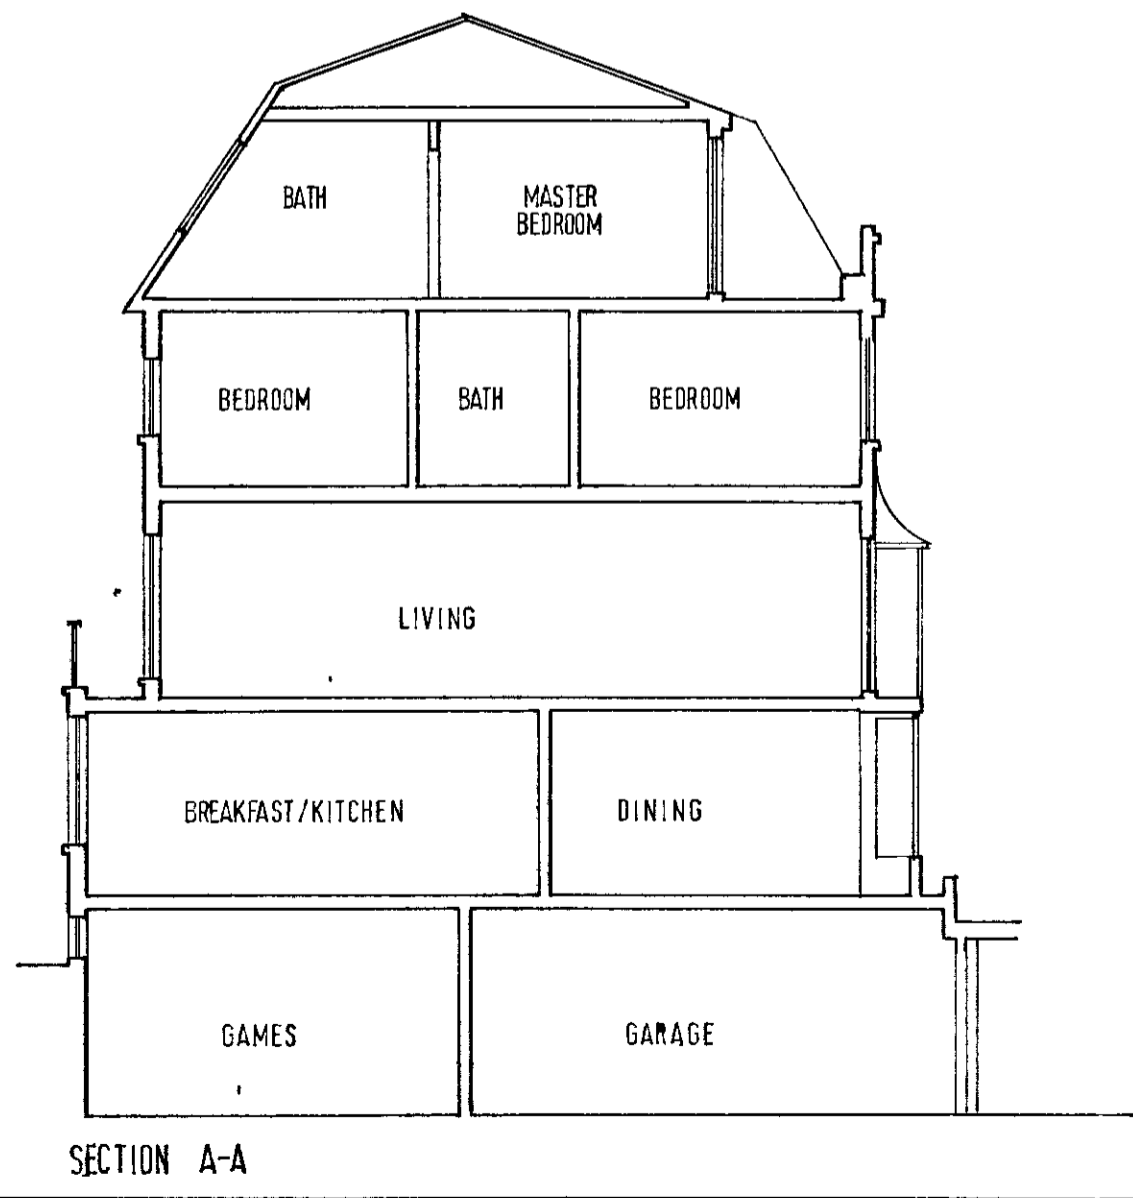 BATH
MASTER
BEDROOM
BEDROOM
BATH
BEDROOM
LIVING
BREAKFAST/KITCHEN
DINING
GAMES
GARAGE
SECTION A-A